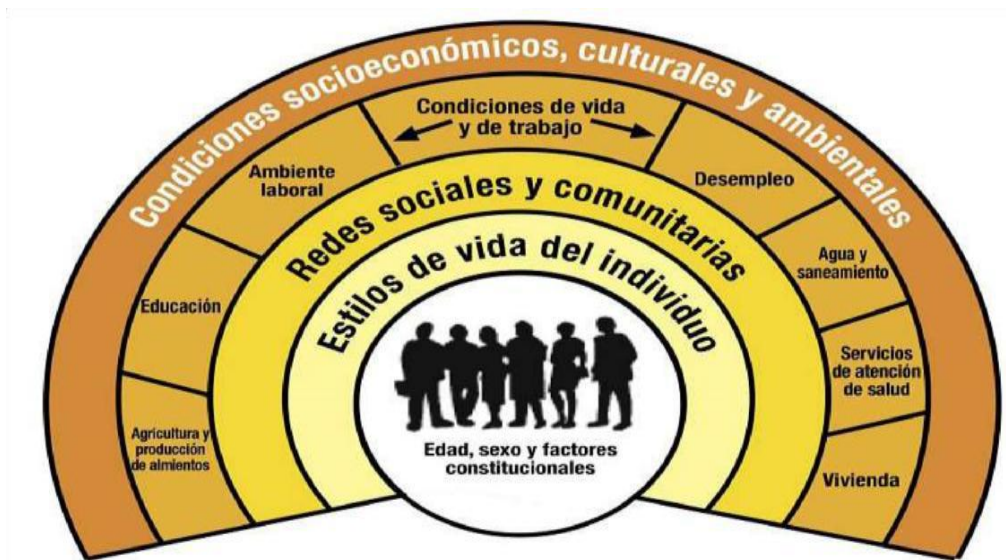 Condiciones socioeconómicos, culturales y ambientales
Condiciones de vida
y de trabajo
Ambiente
laboral
Desempleo
Educación
Agua y
saneamiento
Agricultura y
producción
de almientos
Servicios
de atención
de salud
Vivienda
Redes sociales y comunitarias
Estilos de vida del individuo
Edad, sexo y factores
constitucionales